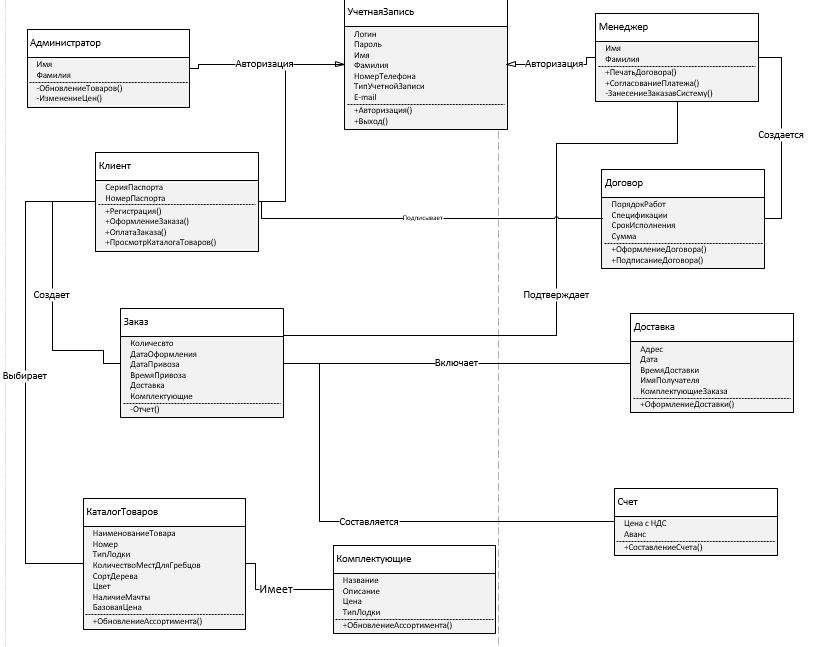 УчетнаяЗапись
Логин
Пароль
Имя
Фамилия
НомерТелефона
ТипУчетнойЗаписи
E-mail
+Авторизация()
+Выход()
Администратор
Имя
Фамилия
-ОбновлениеТоваров()
-ИзменениеЦен()
Авторизация
Авторизация
Менеджер
Имя
Фамилия
+ПечатьДоговора()
+СогласованиеПлатежа()
-ЗанесениеЗаказавСистему()
Создается
Клиент
СерияПаспорта
НомерПаспорта
+Регистрация()
+ОформлениеЗаказа()
+ОплатаЗаказа()
+ПросмотрКаталогаТоваров()
Подписывает
Договор
ПорядокРабот
Спецификации
СрокИсполнения
Сумма
+ОформлениеДоговора()
+ПодписаниеДоговора()
Создает
Подтверждает
Заказ
Количесвто
ДатаОформления
ДатаПривоза
ВремяПривоза
Доставка
Комплектующие
-Отчет()
Включает
Доставка
Адрес
Дата
ВремяДоставки
ИмяПолучателя
КомплектующиеЗаказа
+ОформлениеДоставки()
Выбирает
Составляется
Счет
Цена с НДС
Аванс
+СоставлениеСчета()
КаталогТоваров
НаименованиеТовара
Номер
ТипЛодки
КоличествоМестДляГребцов
СортДерева
Цвет
НаличиеМачты
БазоваяЦена
+ОбновлениеАссортимента()
Имеет
Комплектующие
Название
Описание
Цена
ТипЛодки
+ОбновлениеАссортимента()